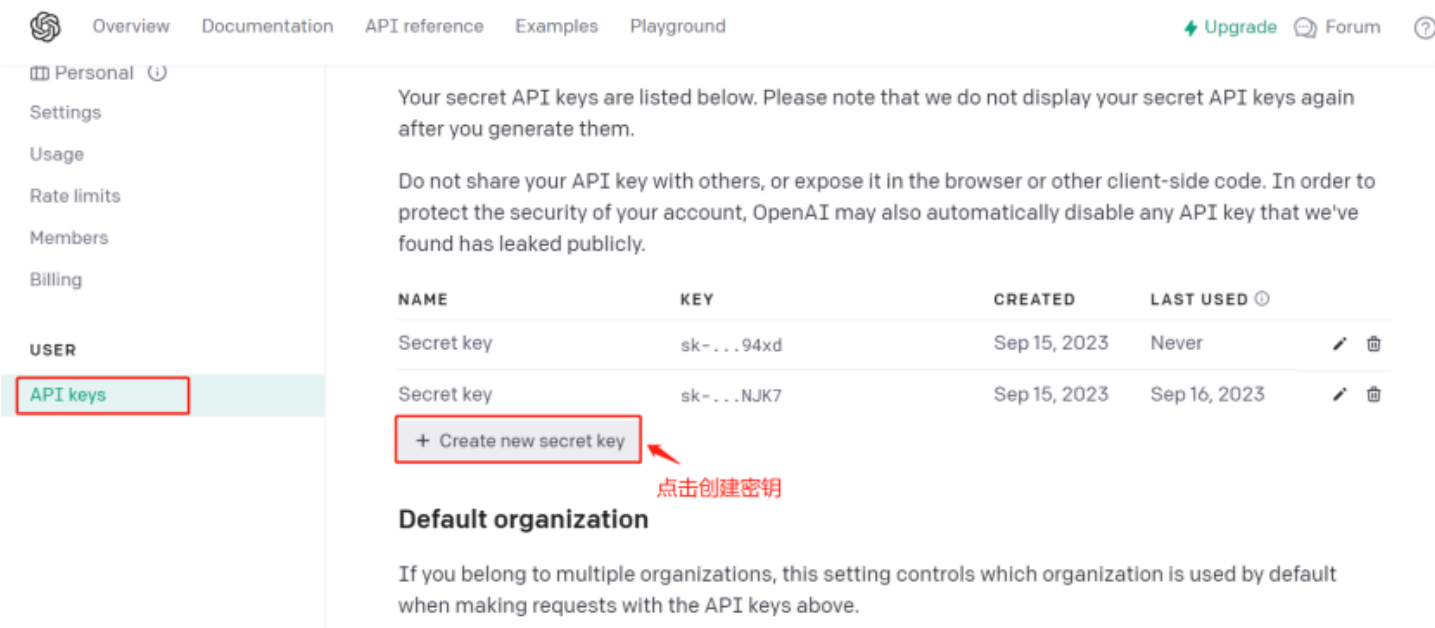 Overview Documentation API reference Examples Playground Upgrade Forum
Personal
Settings
Usage
Rate limits
Members
Billing
USER
API keys
Your secret API keys are listed below. Please note that we do not display your secret API keys again
after you generate them.
Do not share your API key with others, or expose it in the browser or other client-side code. In order to
protect the security of your account, OpenAI may also automatically disable any API key that we've
found has leaked publicly.
NAME KEY CREATED LAST USED
Secret key sk-...94xd Sep 15, 2023 Never
Secret key sk-...NJK7 Sep 15, 2023 Sep 16, 2023
+ Create new secret key
点击创建密钥
Default organization
If you belong to multiple organizations, this setting controls which organization is used by default
when making requests with the API keys above.